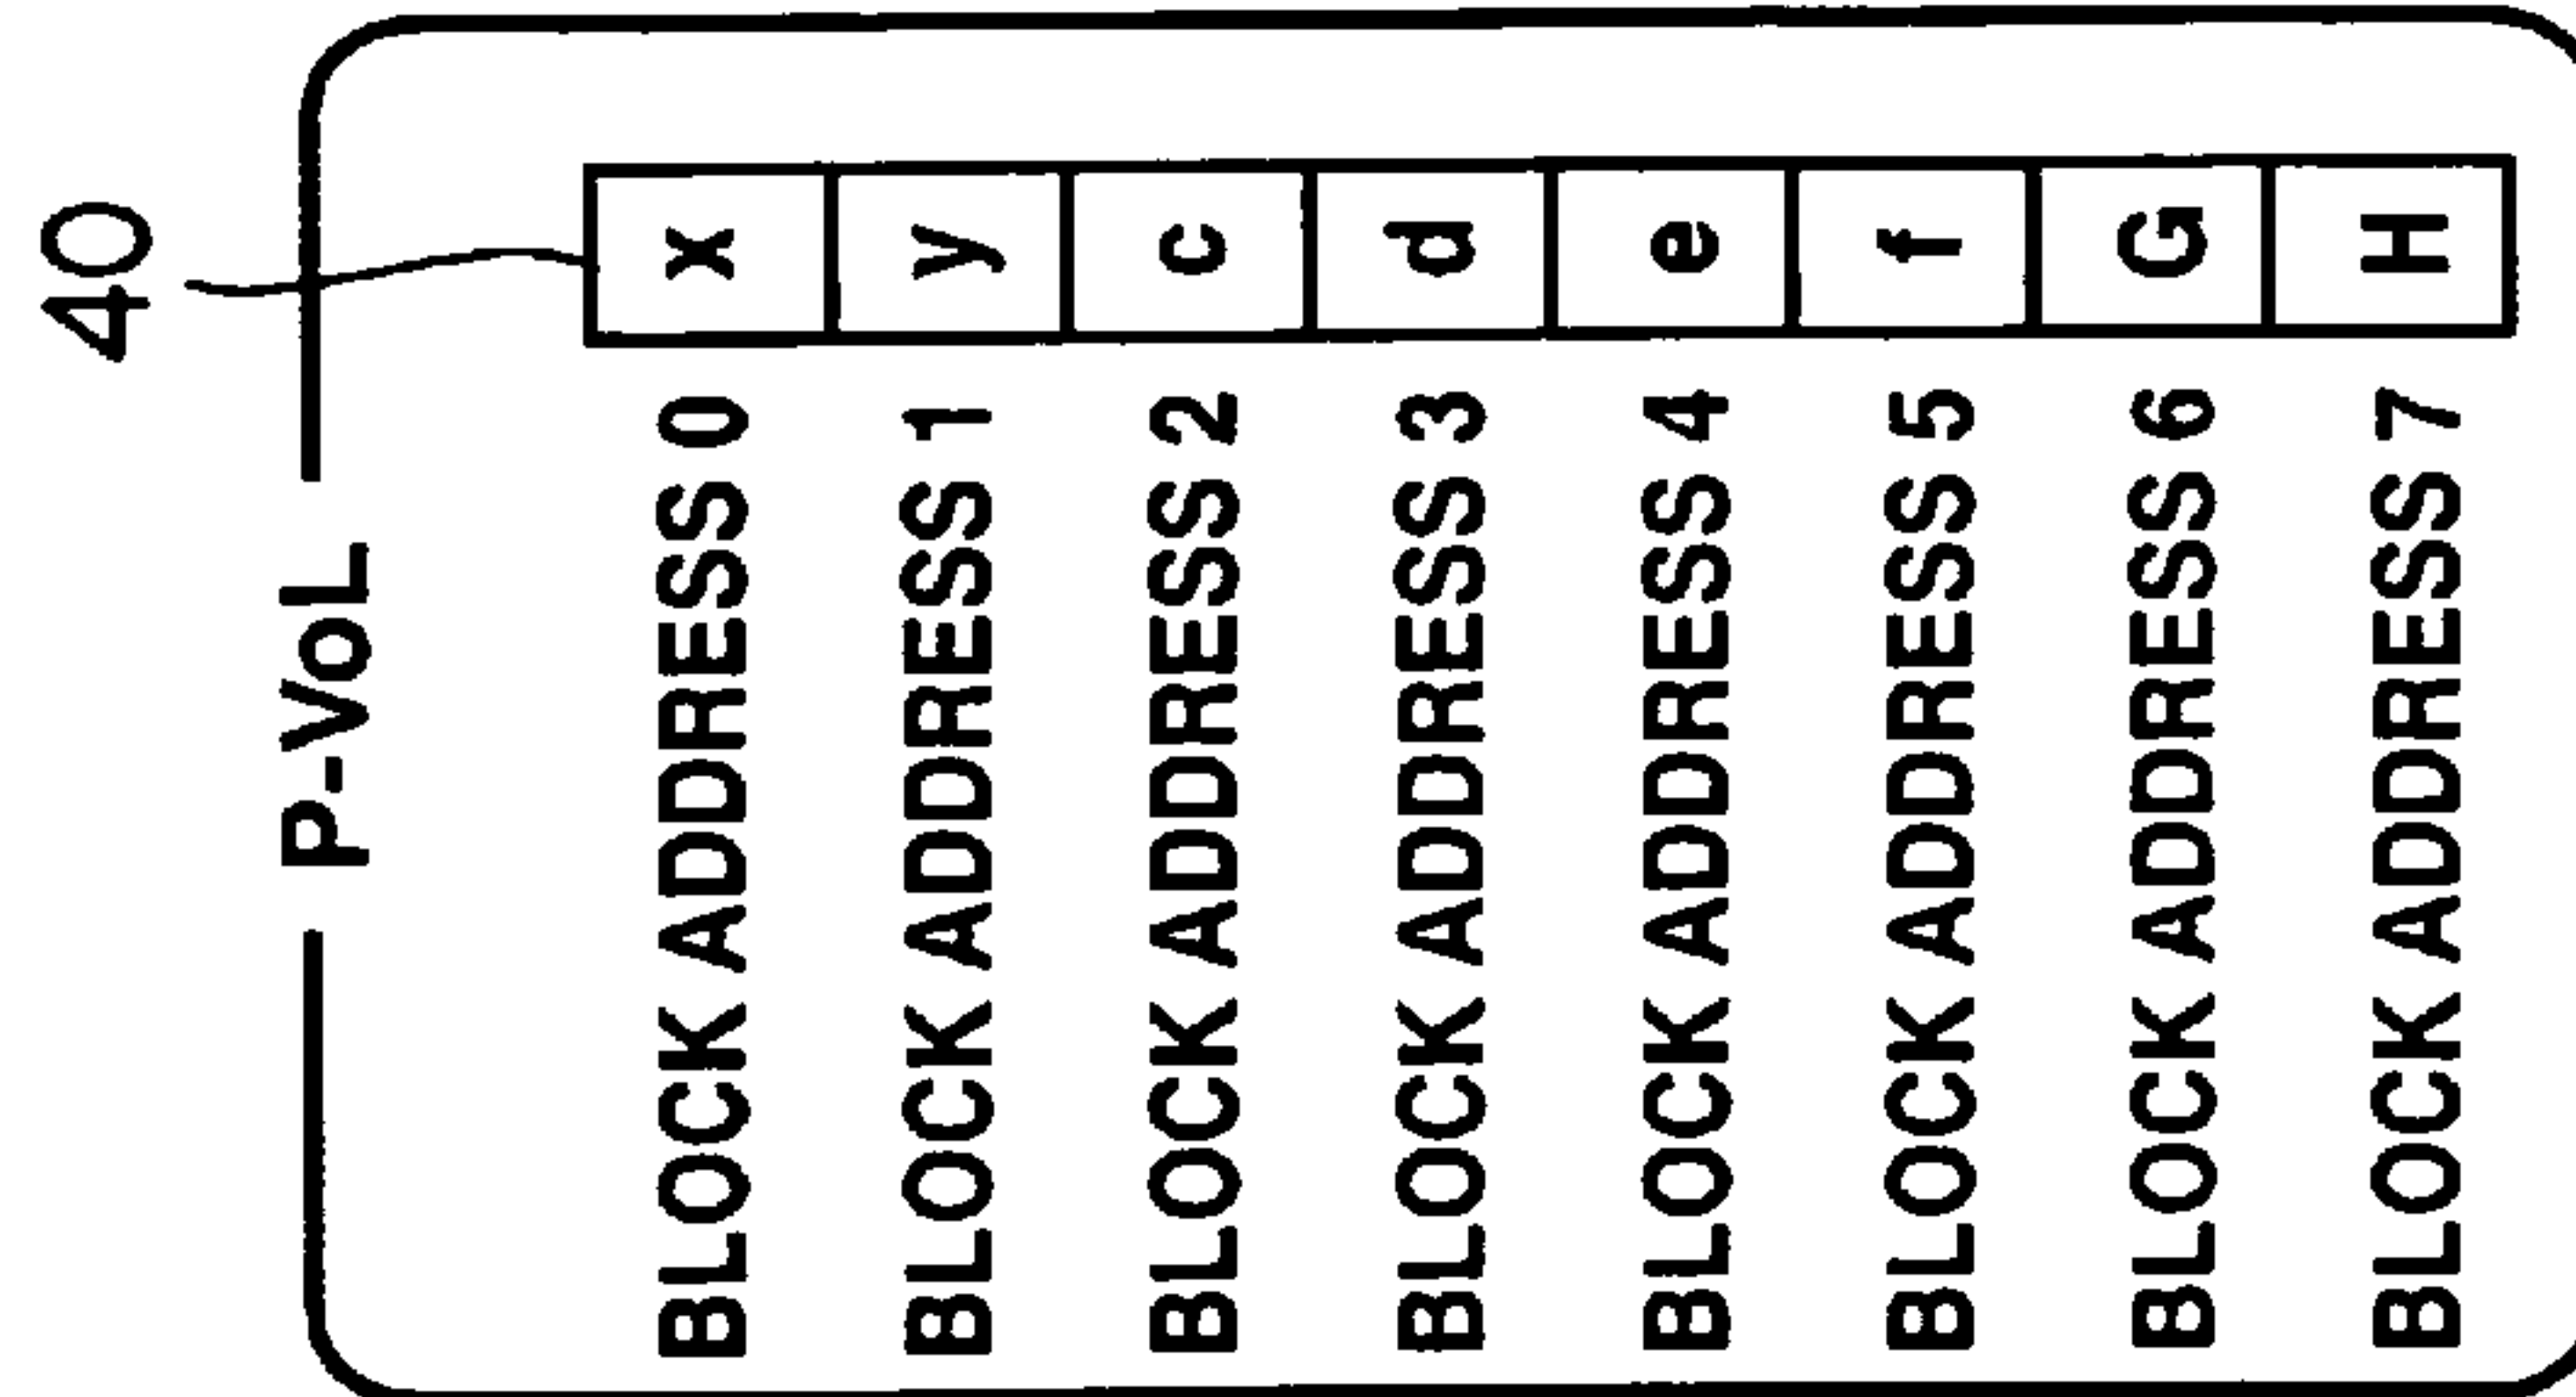 40
P-VoL
BLOCK ADDRESS 0 x
BLOCK ADDRESS 1 y
BLOCK ADDRESS 2 c
BLOCK ADDRESS 3 d
BLOCK ADDRESS 4 e
BLOCK ADDRESS 5 f
BLOCK ADDRESS 6 G
BLOCK ADDRESS 7 H